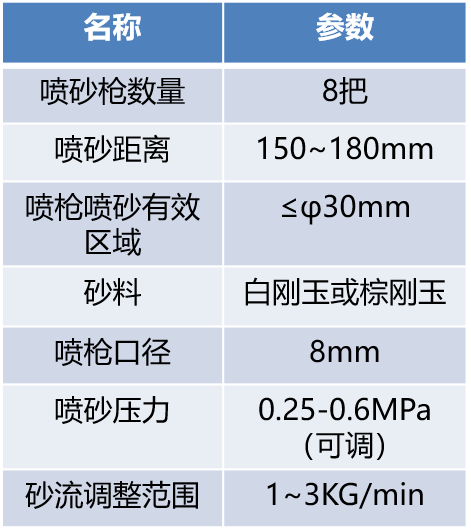 名称 参数
喷砂枪数量 8把
喷砂距离 150~180mm
喷枪喷砂有效
区域 ≤φ30mm
砂料 白刚玉或棕刚玉
喷枪口径 8mm
喷砂压力 0.25-0.6MPa
（可调）
砂流调整范围 1~3KG/min